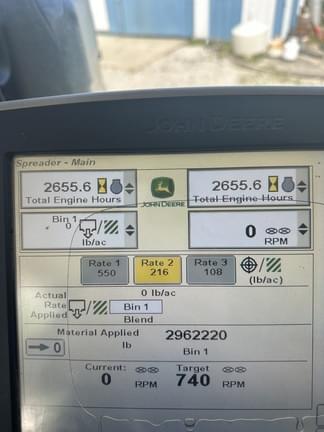 JOHN DEERE
Spreader - Main
2655.6
Total Engine Hours
JOHN DEERE
2655.6
Total Engine Hours
Bin 1
0
lb/ac
0
RPM
Rate 1
550
Rate 2
216
Rate 3
108
(lb/ac)
Actual
Rate
Applied
0 lb/ac
Bin 1
Blend
Material Applied
lb
2962220
Bin 1
0
Current:
0 RPM
Target
740 RPM